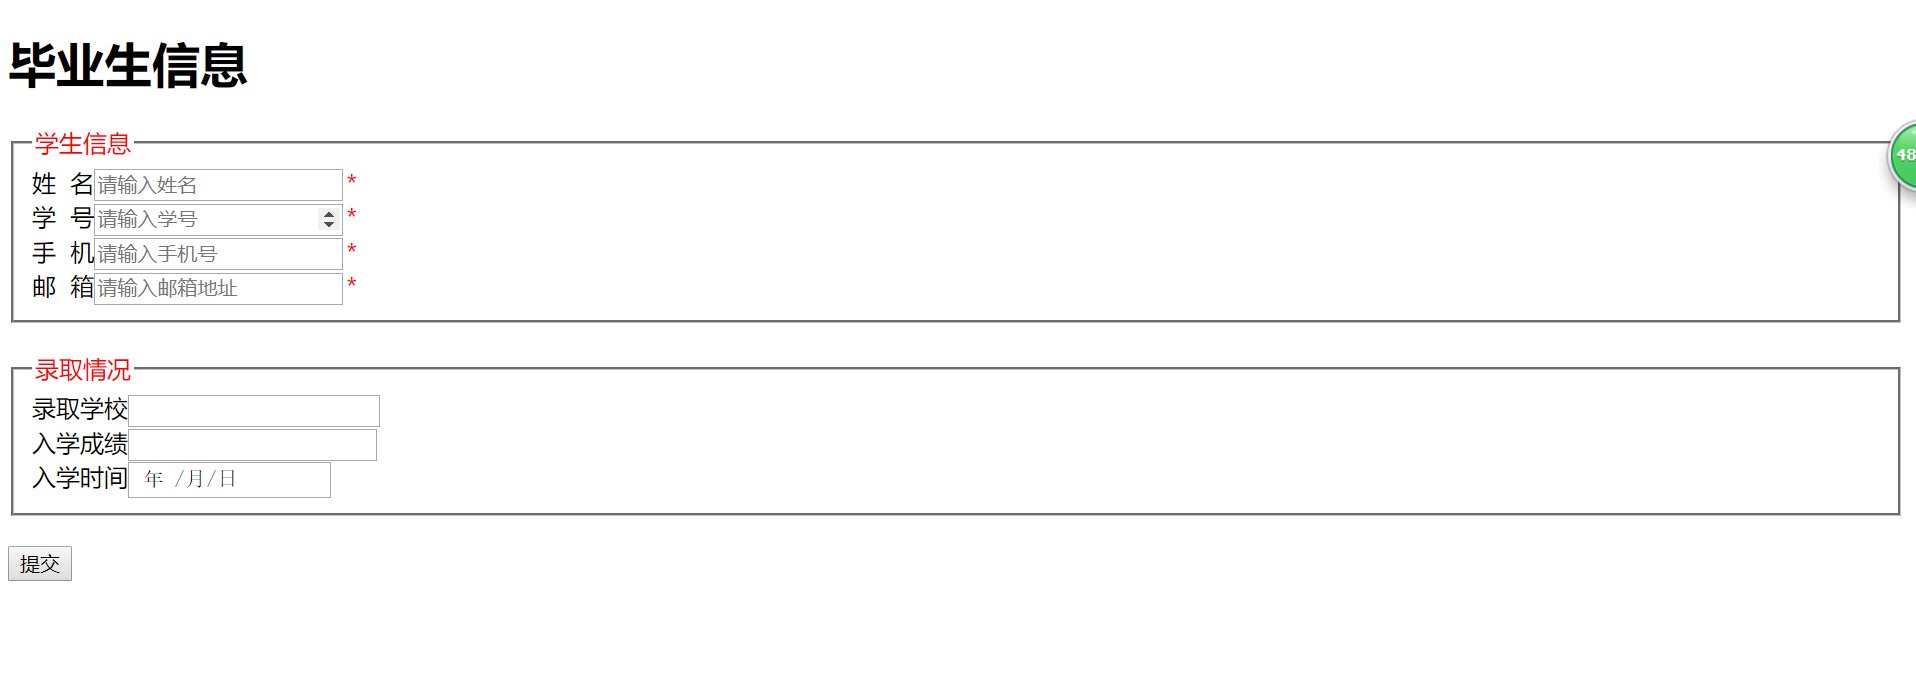 毕业生信息
学生信息
姓 名 请输入姓名 *
学 号 请输入学号 *
手 机 请输入手机号 *
邮 箱 请输入邮箱地址 *
录取情况
录取学校
入学成绩
入学时间 年 /月/日
提交
48